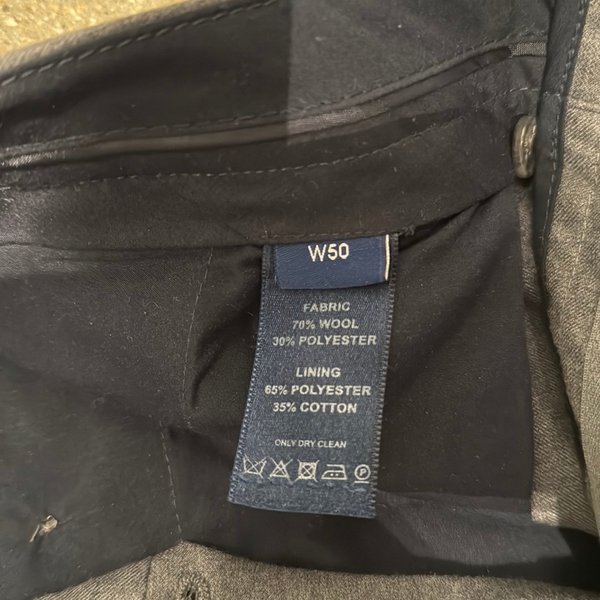 W50
FABRIC
70% WOOL
30% POLYESTER
LINING
65% POLYESTER
35% COTTON
ONLY DRY CLEAN
P